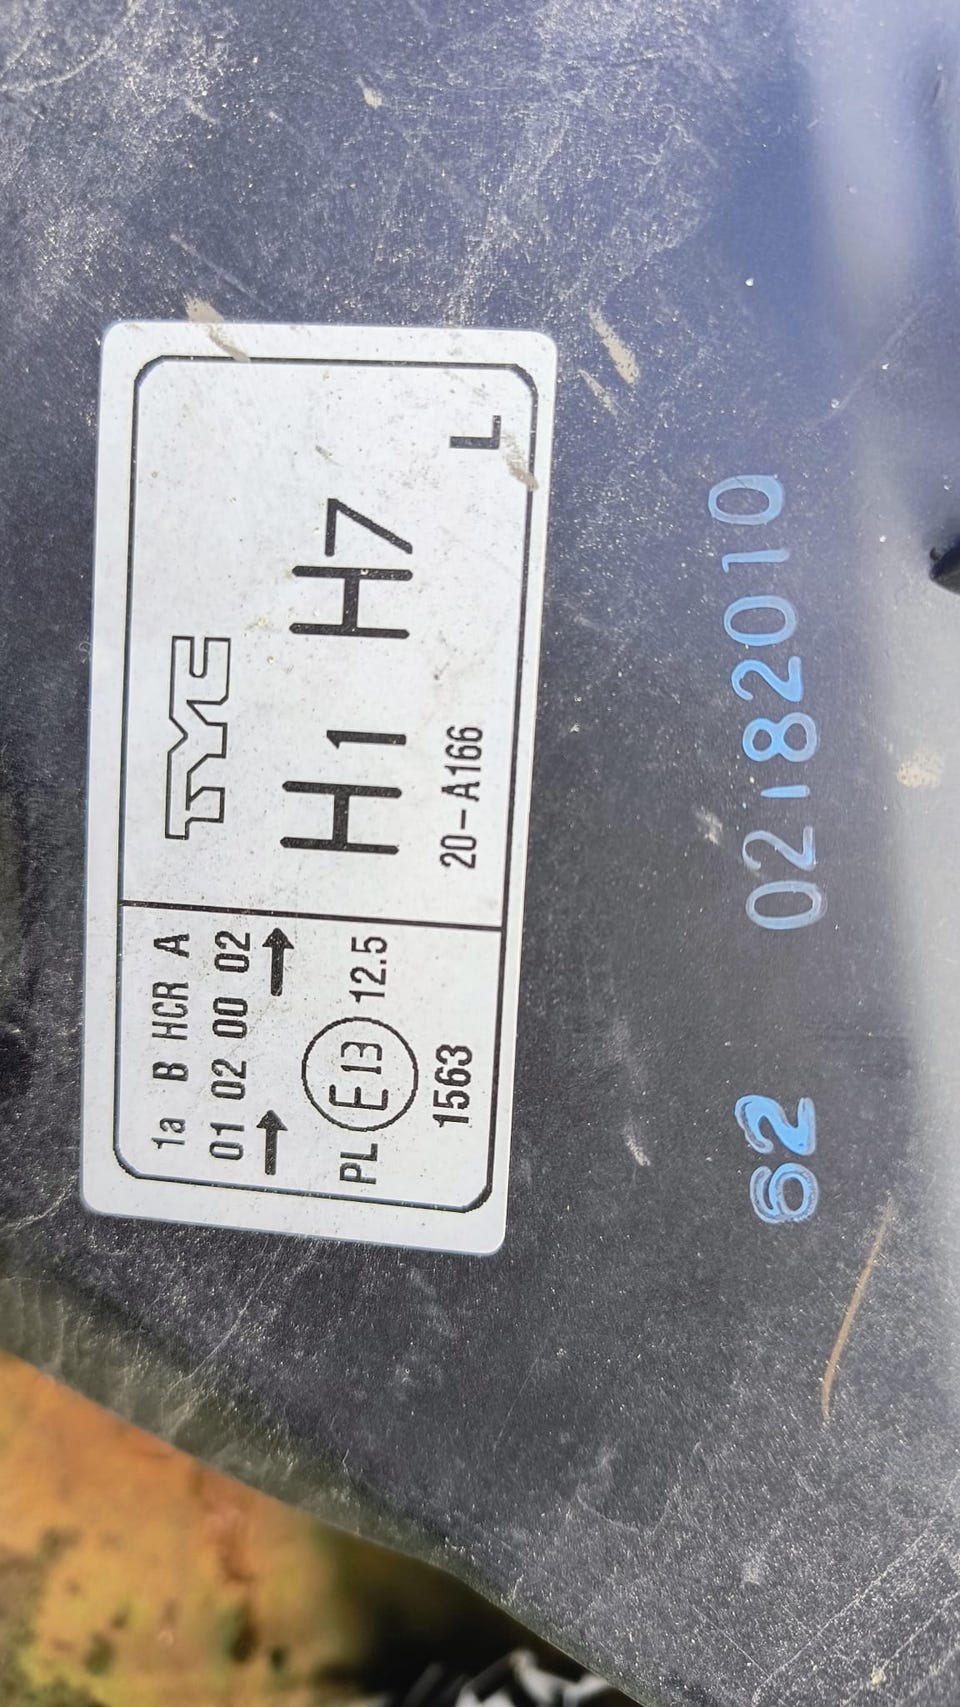 1a B HCR A
01 02 00 02
→ →
PL E13 12.5
1563
TYC
H1 H7
20-A166
L
62 02182010